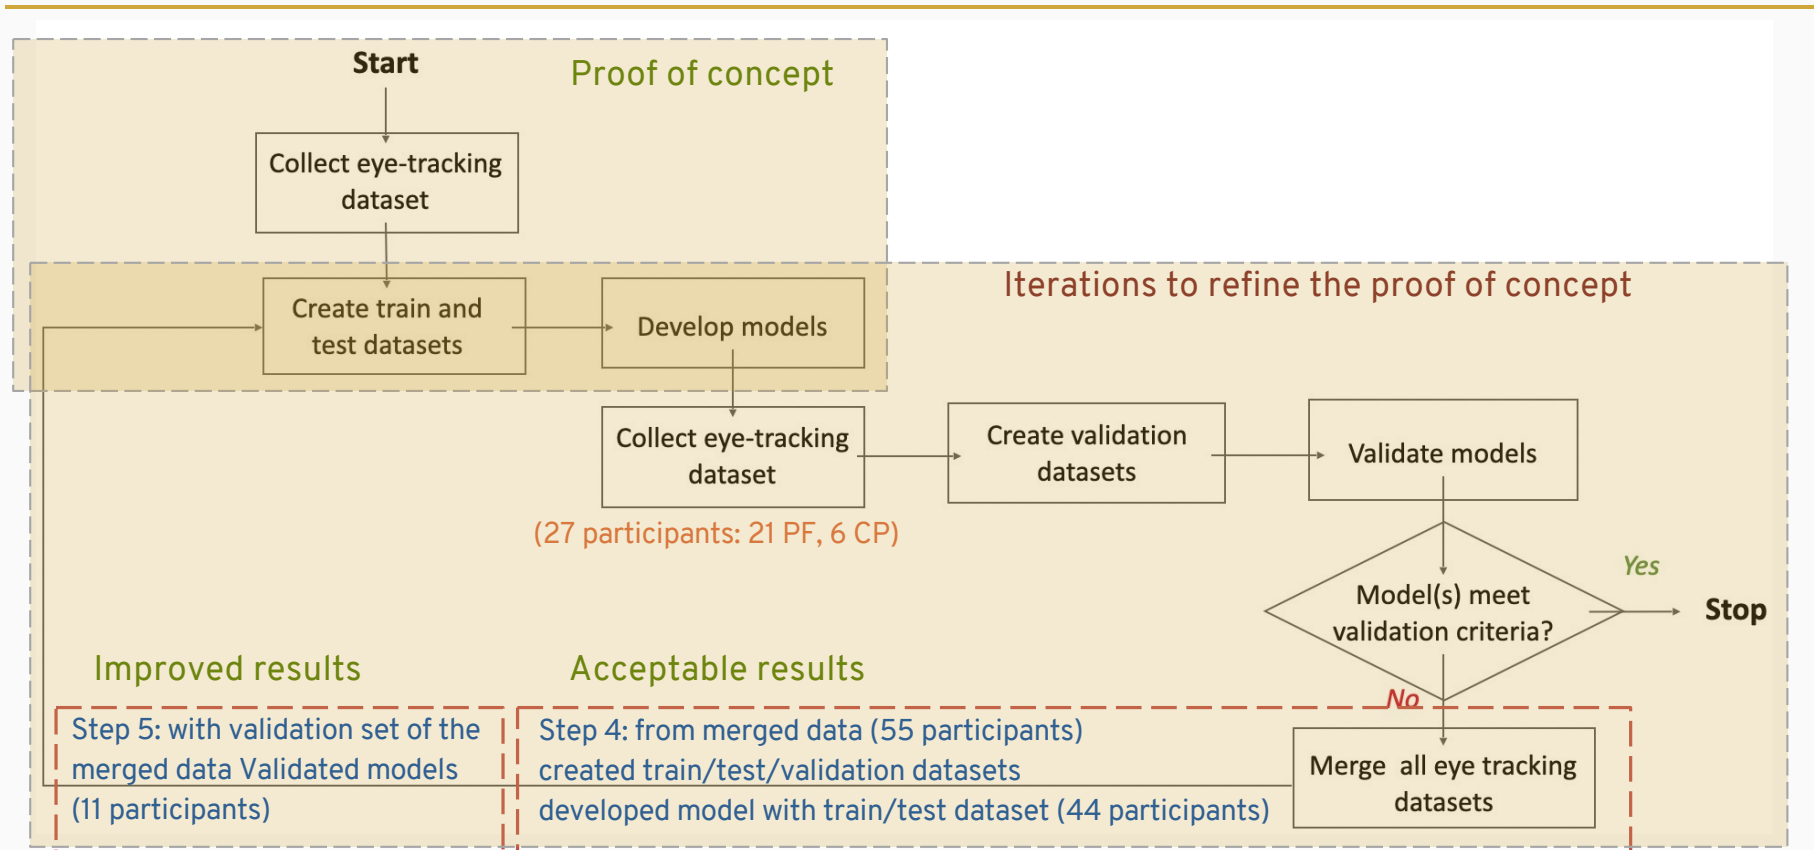 Start
Proof of concept
Collect eye-tracking
dataset
Iterations to refine the proof of concept
Create train and
test datasets
Develop models
Collect eye-tracking
dataset
(27 participants: 21 PF, 6 CP)
Create validation
datasets
Validate models
Model(s) meet
validation criteria?
Yes
Stop
No
Improved results
Acceptable results
Step 5: with validation set of the
merged data Validated models
(11 participants)
Step 4: from merged data (55 participants)
created train/test/validation datasets
developed model with train/test dataset (44 participants)
Merge all eye tracking
datasets